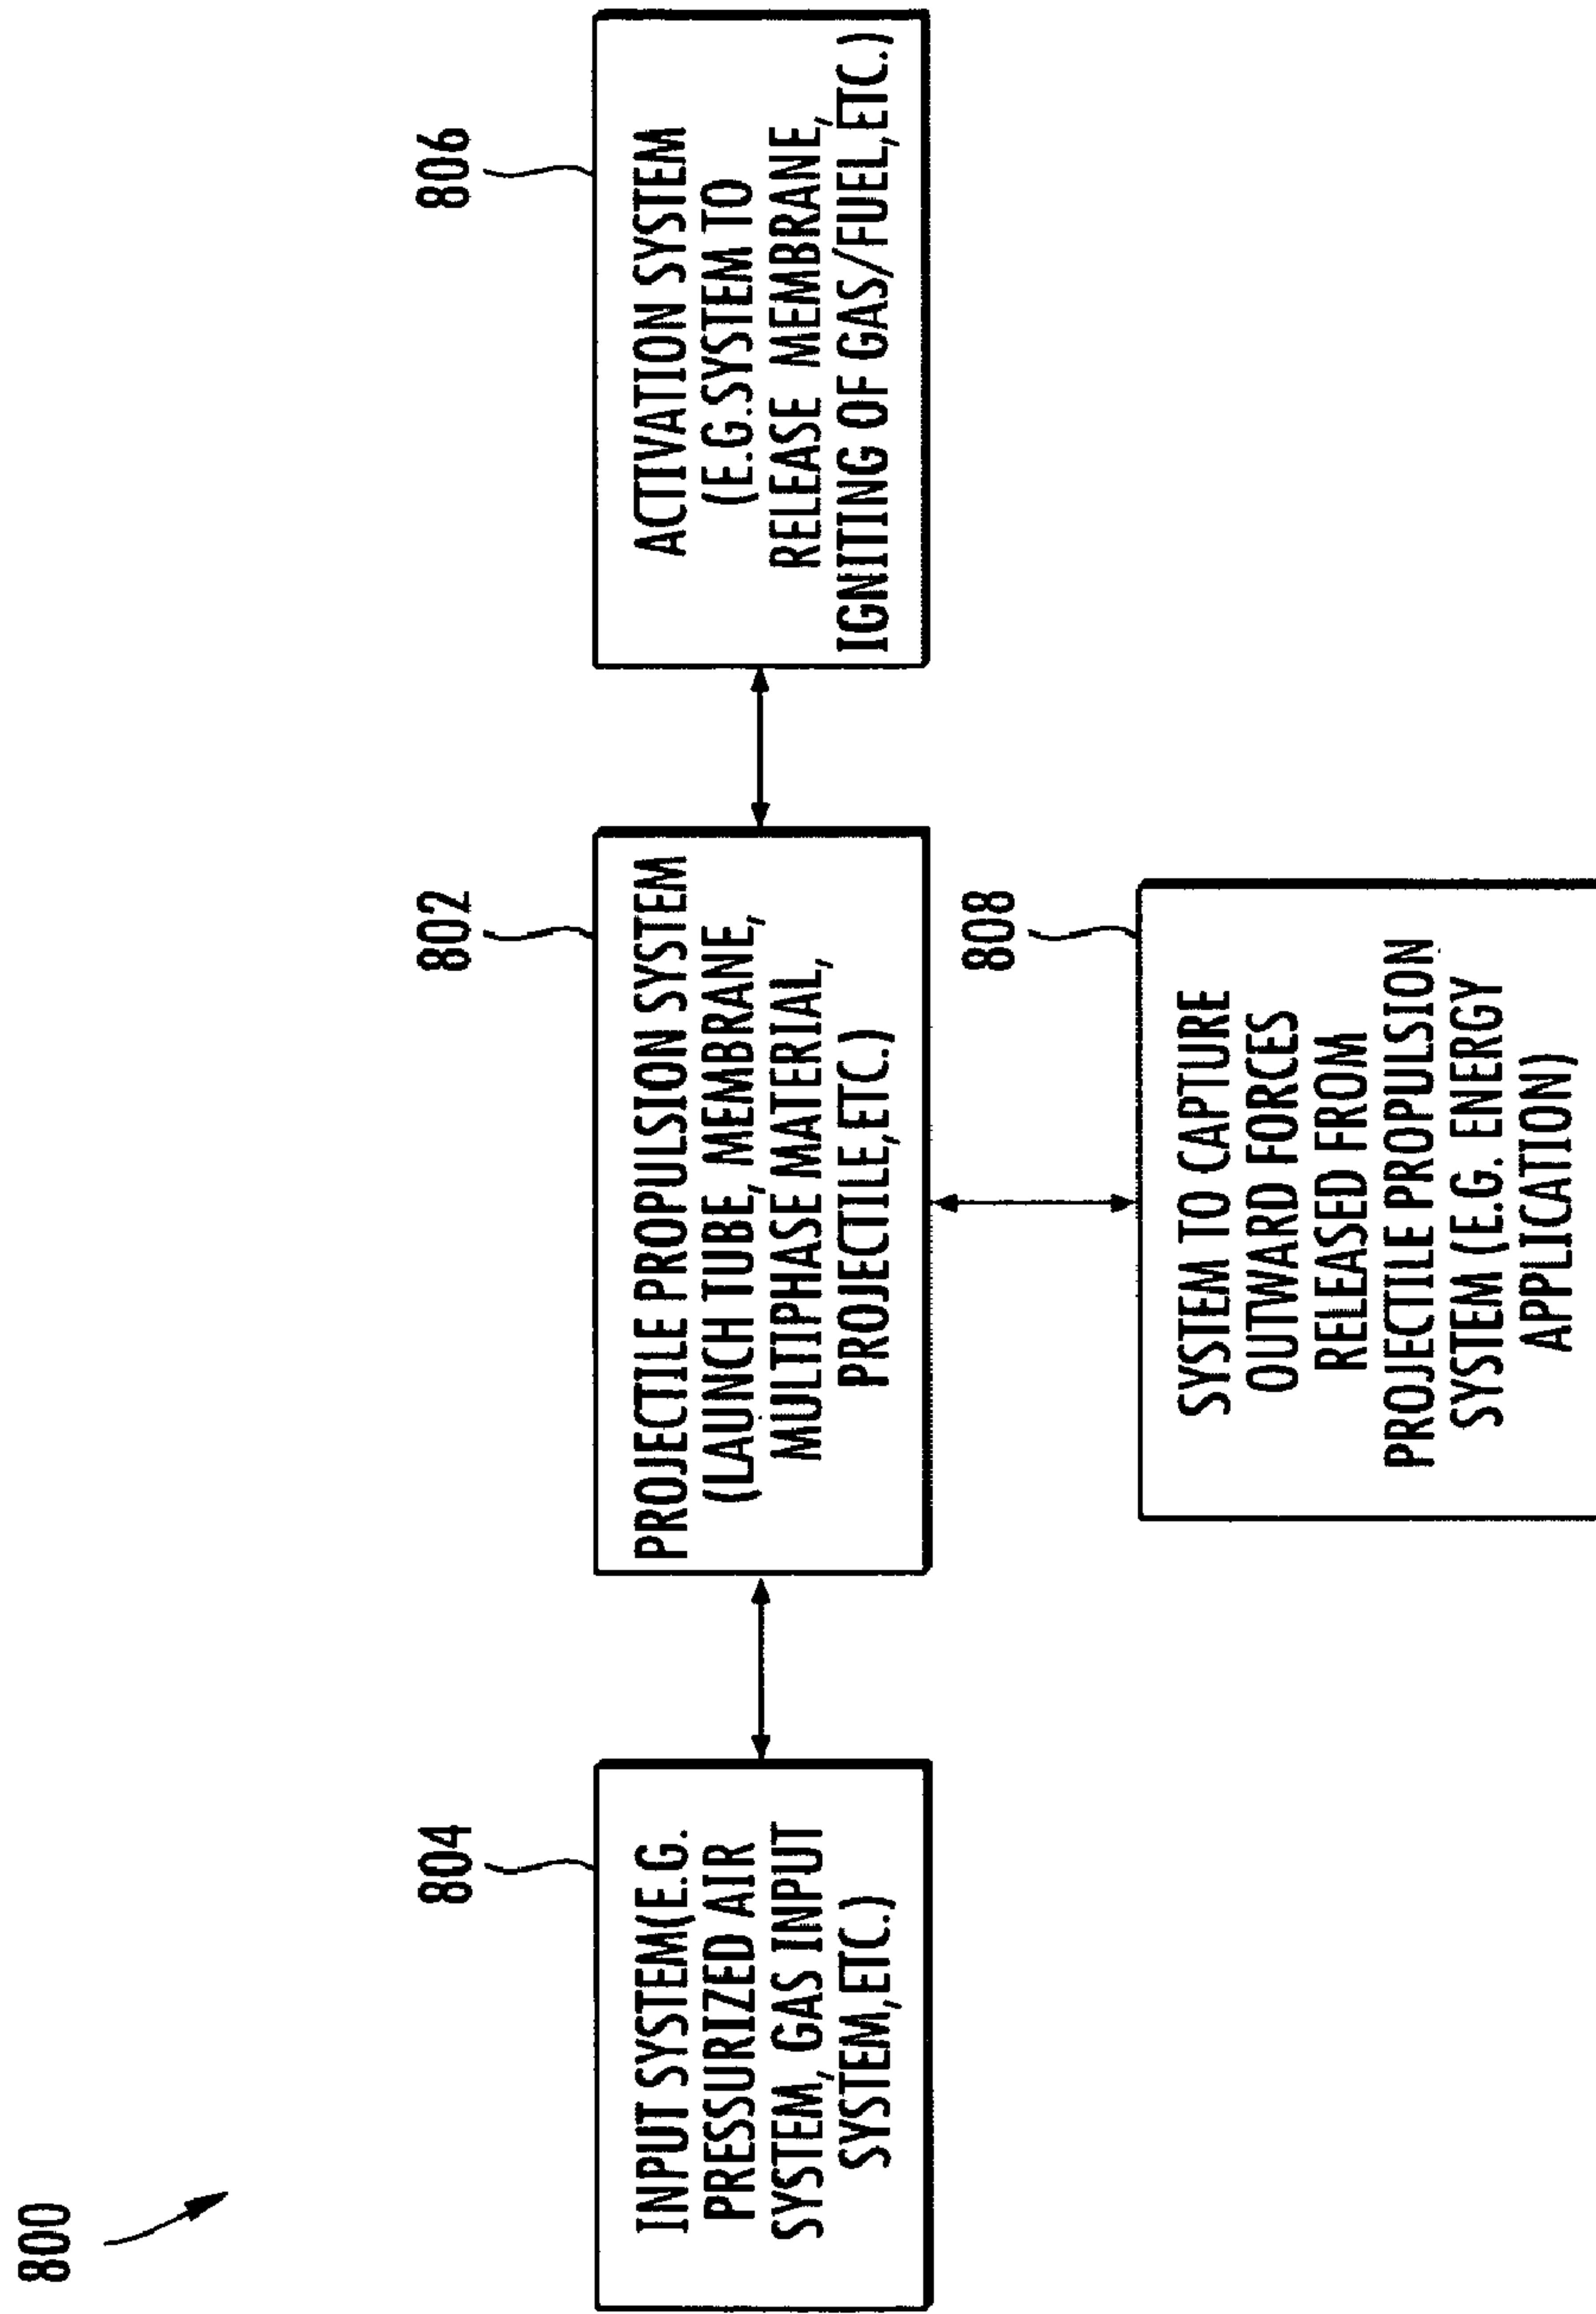 800
804
INPUT SYSTEM(E.G.
PRESSURIZED AIR
SYSTEM, GAS INPUT
SYSTEM,ETC.)
802
PROJECTILE PROPULSION SYSTEM
(LAUNCH TUBE, MEMBRANE,
MULTIPHASE MATERIAL,
PROJECTILE,ETC.)
806
ACTIVATION SYSTEM
(E.G.SYSTEM TO
RELEASE MEMBRANE,
IGNITING OF GAS/FUEL,ETC.)
808
SYSTEM TO CAPTURE
OUTWARD FORCES
RELEASED FROM
PROJECTILE PROPULSION
SYSTEM (E.G. ENERGY
APPLICATION)